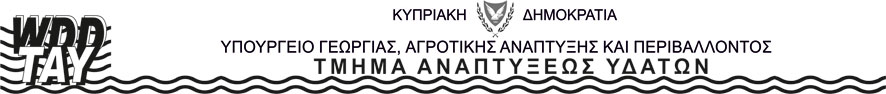 WDD
TAY
ΚΥΠΡΙΑΚΗ ΔΗΜΟΚΡΑΤΙΑ
ΥΠΟΥΡΓΕΙΟ ΓΕΩΡΓΙΑΣ, ΑΓΡΟΤΙΚΗΣ ΑΝΑΠΤΥΞΗΣ ΚΑΙ ΠΕΡΙΒΑΛΛΟΝΤΟΣ
ΤΜΗΜΑ ΑΝΑΠΤΥΞΕΩΣ ΥΔΑΤΩΝ